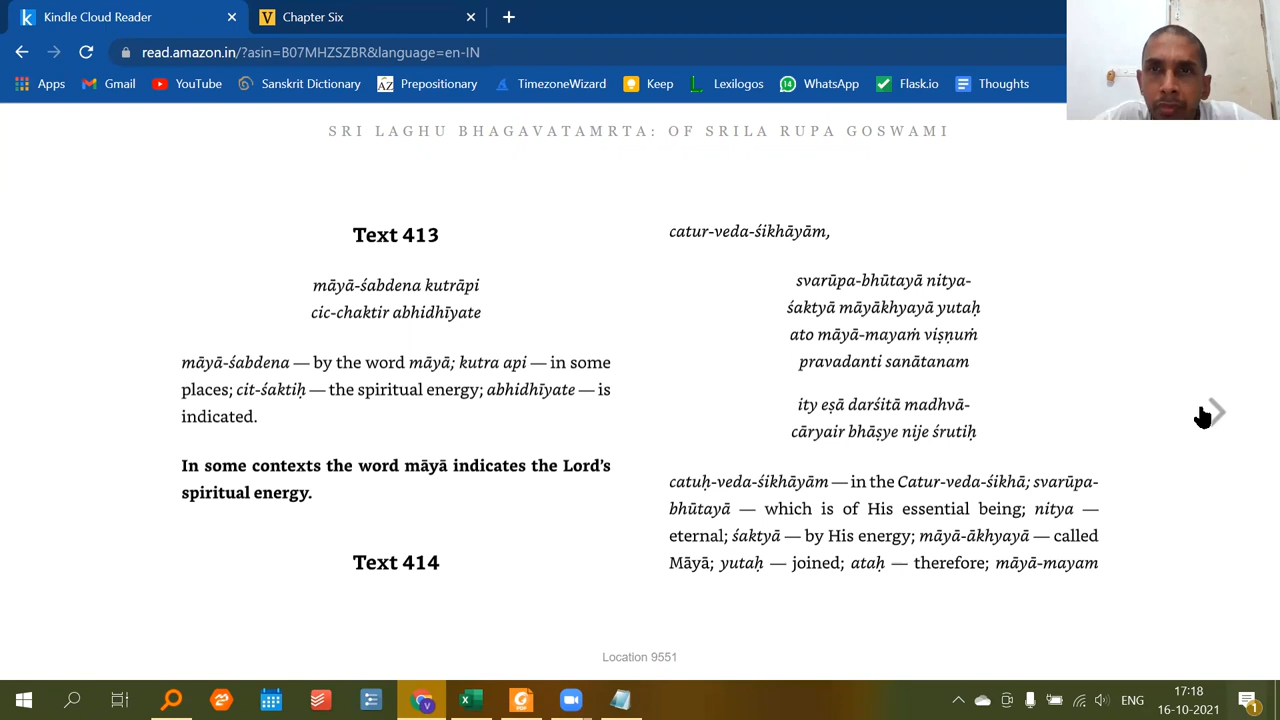 Kindle Cloud Reader
Chapter Six
read.amazon.in/?asin=B07MHZSZBR&language=en-IN
Apps
Gmail
YouTube
Sanskrit Dictionary
Prepositionary
TimezoneWizard
Keep
Lexilogos
WhatsApp
Flask.io
Thoughts
SRI LAGHU BHAGAVATAMRTA: OF SRILA RUPA GOSWAMI
Text 413
māyā-śabdena kutrāpi
cic-chaktir abhidhīyate
māyā-śabdena — by the word māyā; kutra api — in some
places; cit-śaktiḥ — the spiritual energy; abhidhīyate — is
indicated.
In some contexts the word māyā indicates the Lord’s
spiritual energy.
Text 414
catur-veda-śikhāyām,
svarūpa-bhūtayā nitya-
śaktyā māyākhyayā yutaḥ
ato māyā-mayaṁ viṣṇuṁ
pravadanti sanātanam
ity eṣā darśitā madhvā-
cāryair bhāṣye nije śrutiḥ
catuḥ-veda-śikhāyām — in the Catur-veda-śikhā; svarūpa-
bhūtayā — which is of His essential being; nitya —
eternal; śaktyā — by His energy; māyā-ākhyayā — called
Māyā; yutaḥ — joined; ataḥ — therefore; māyā-mayam
Location 9551
ENG
17:18
16-10-2021